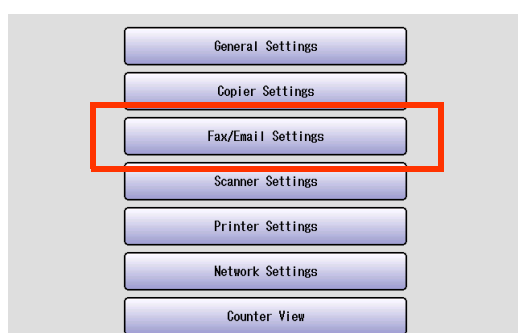 General Settings
Copier Settings
Fax/Email Settings
Scanner Settings
Printer Settings
Network Settings
Counter View